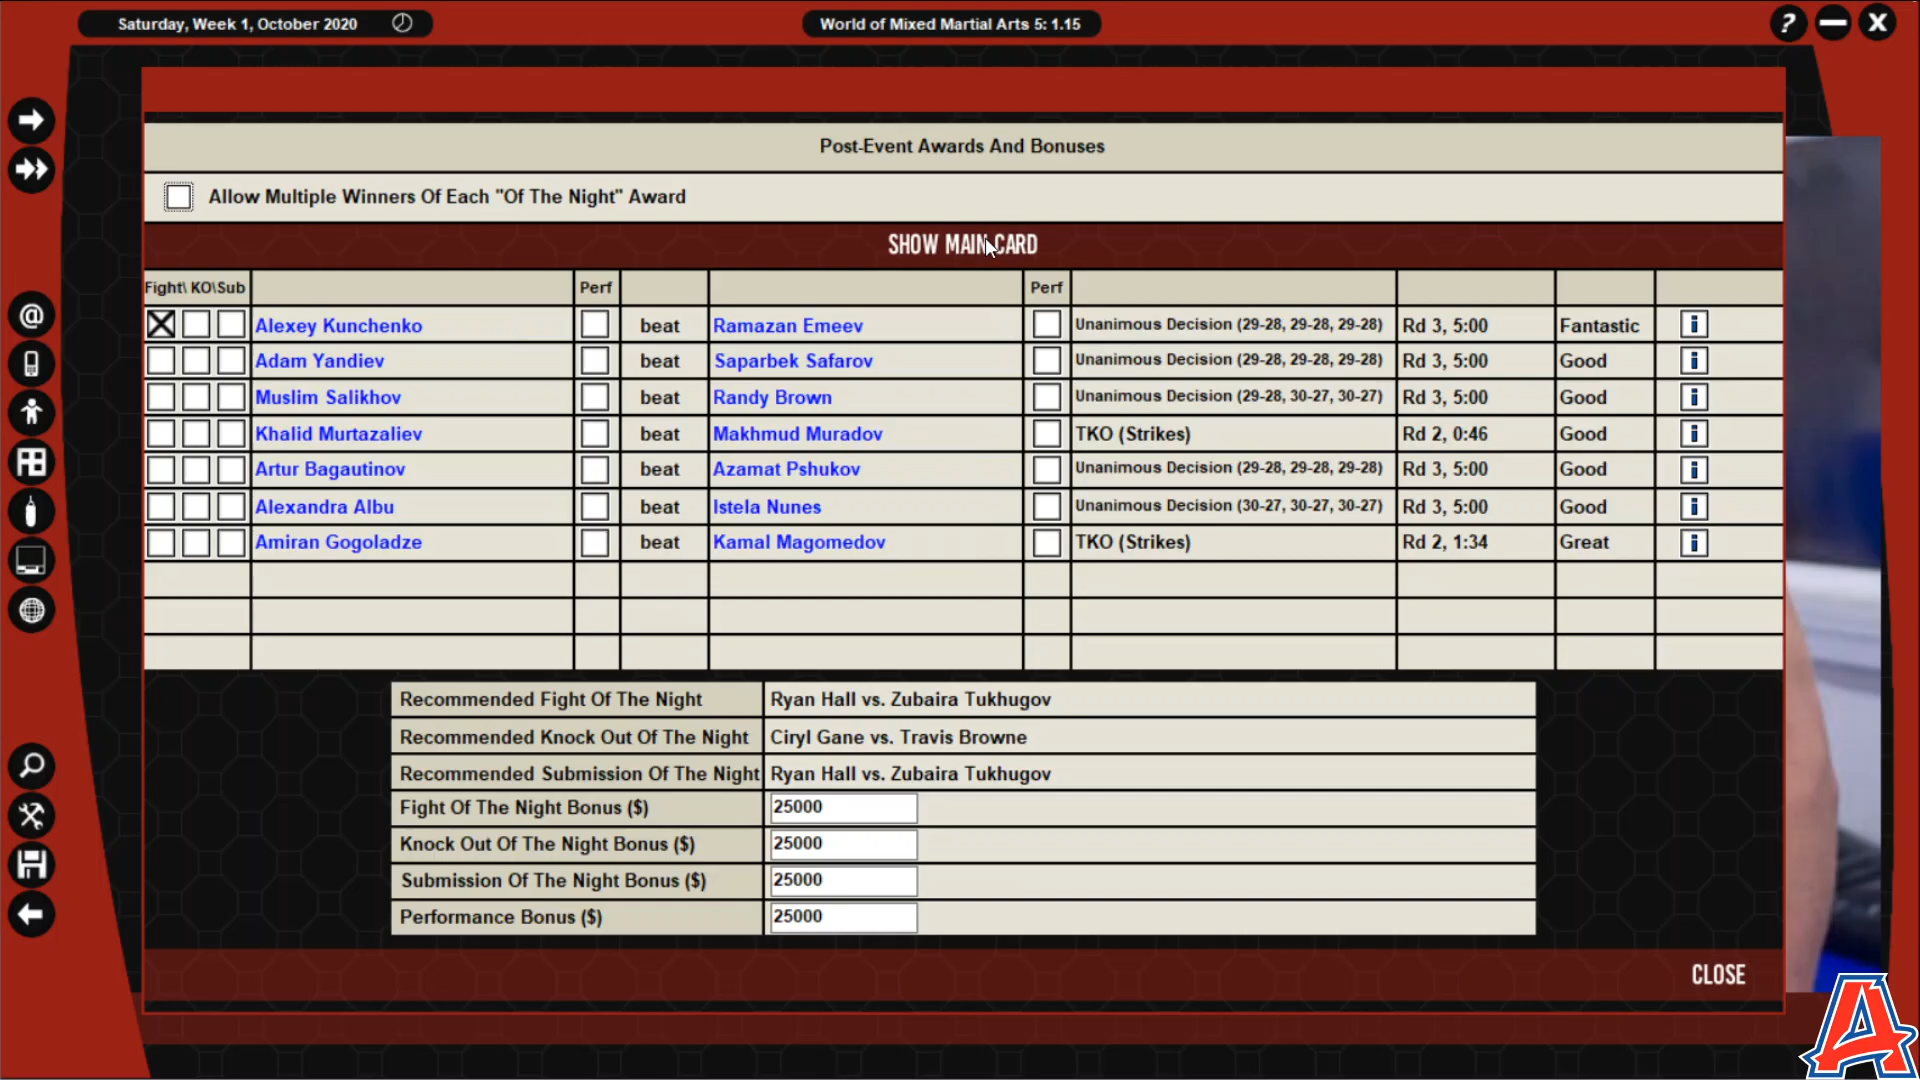 Saturday, Week 1, October 2020
World of Mixed Martial Arts 5: 1.15
? X
Post-Event Awards And Bonuses
Allow Multiple Winners Of Each "Of The Night" Award
SHOW MAIN CARD
Fight\ KO\Sub Perf Perf
Alexey Kunchenko beat Ramazan Emeev Unanimous Decision (29-28, 29-28, 29-28) Rd 3, 5:00 Fantastic i
Adam Yandiev beat Saparbek Safarov Unanimous Decision (29-28, 29-28, 29-28) Rd 3, 5:00 Good i
Muslim Salikhov beat Randy Brown Unanimous Decision (29-28, 30-27, 30-27) Rd 3, 5:00 Good i
Khalid Murtazaliev beat Makhmud Muradov TKO (Strikes) Rd 2, 0:46 Good i
Artur Bagautinov beat Azamat Pshukov Unanimous Decision (29-28, 29-28, 29-28) Rd 3, 5:00 Good i
Alexandra Albu beat Istela Nunes Unanimous Decision (30-27, 30-27, 30-27) Rd 3, 5:00 Good i
Amiran Gogoladze beat Kamal Magomedov TKO (Strikes) Rd 2, 1:34 Great i
Recommended Fight Of The Night Ryan Hall vs. Zubaira Tukhugov
Recommended Knock Out Of The Night Ciryl Gane vs. Travis Browne
Recommended Submission Of The Night Ryan Hall vs. Zubaira Tukhugov
Fight Of The Night Bonus ($) 25000
Knock Out Of The Night Bonus ($) 25000
Submission Of The Night Bonus ($) 25000
Performance Bonus ($) 25000
CLOSE
A